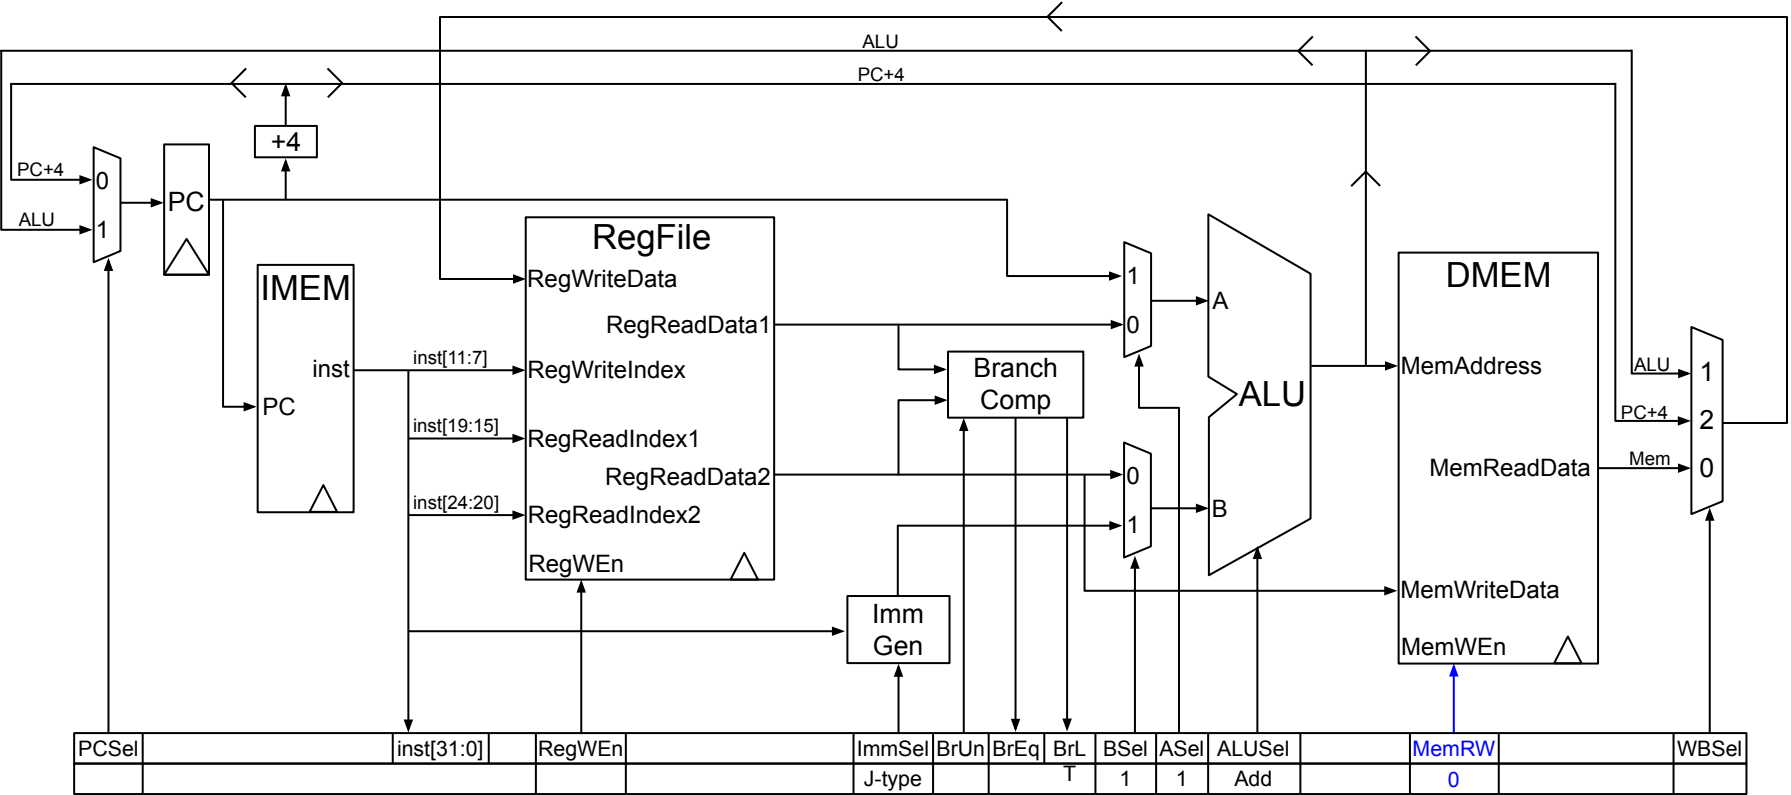 ALU
PC+4
+4
PC+4
0
PC
ALU
1
RegFile
IMEM
RegWriteData
1
DMEM
A
RegReadData1
0
inst
inst[11:7]
RegWriteIndex
Branch
Comp
ALU
MemAddress
ALU
1
PC
PC+4
2
inst[19:15]
RegReadIndex1
RegReadData2
0
MemReadData
Mem
0
inst[24:20]
RegReadIndex2
1
B
RegWEn
Imm
Gen
MemWriteData
MemWEn
PCSel inst[31:0] RegWEn ImmSel BrUn BrEq BrL BSel ASel ALUSel MemRW WBSel
J-type T 1 1 Add 0